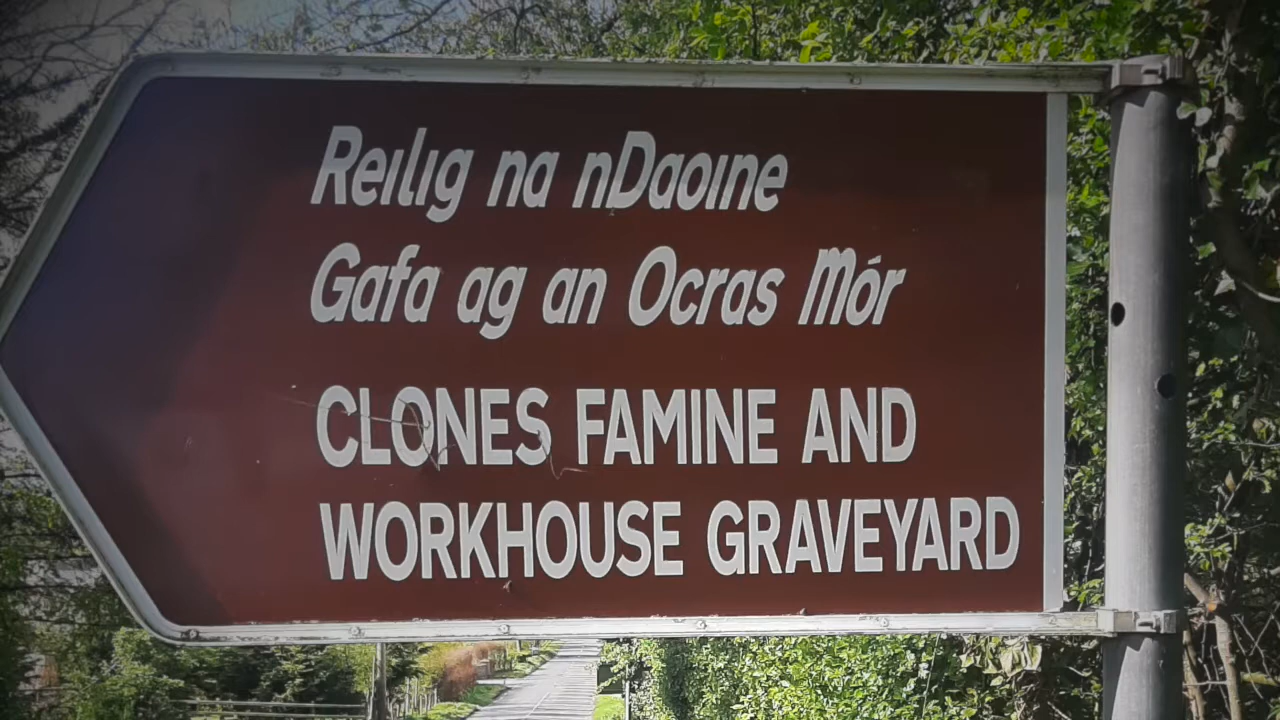 Reilig na nDaoine
Gafa ag an Ocras Mór
CLONES FAMINE AND
WORKHOUSE GRAVEYARD